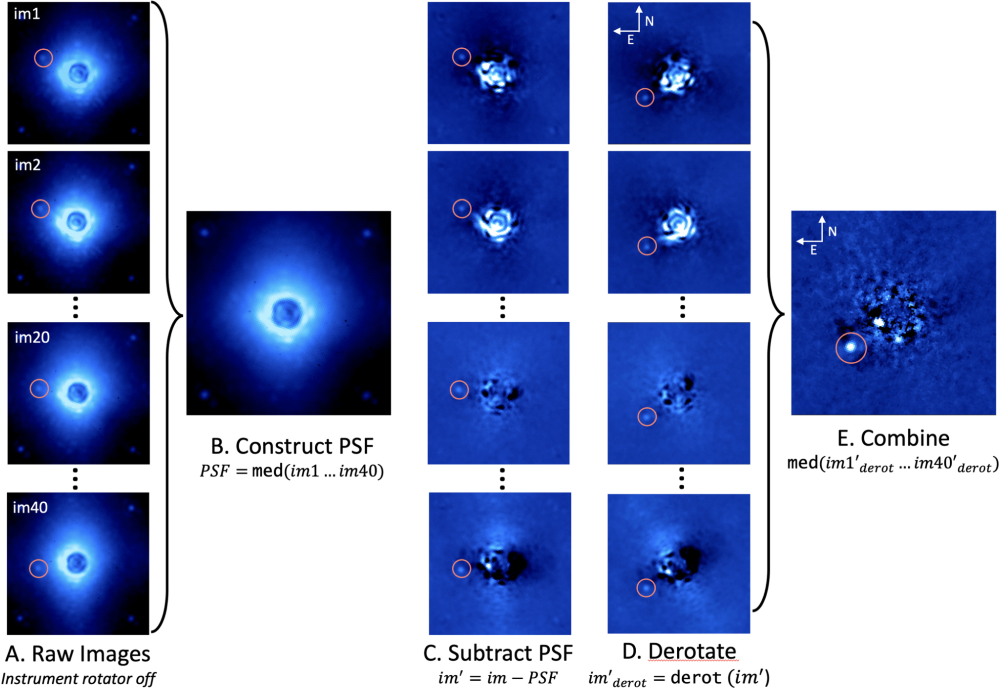 im1
im2
im20
im40
A. Raw Images
Instrument rotator off
B. Construct PSF
PSF = med(im1 ... im40)
C. Subtract PSF
im′ = im − PSF
N
E
D. Derotate
im′derot = derot (im′)
N
E
E. Combine
med(im1′derot ... im40′derot)